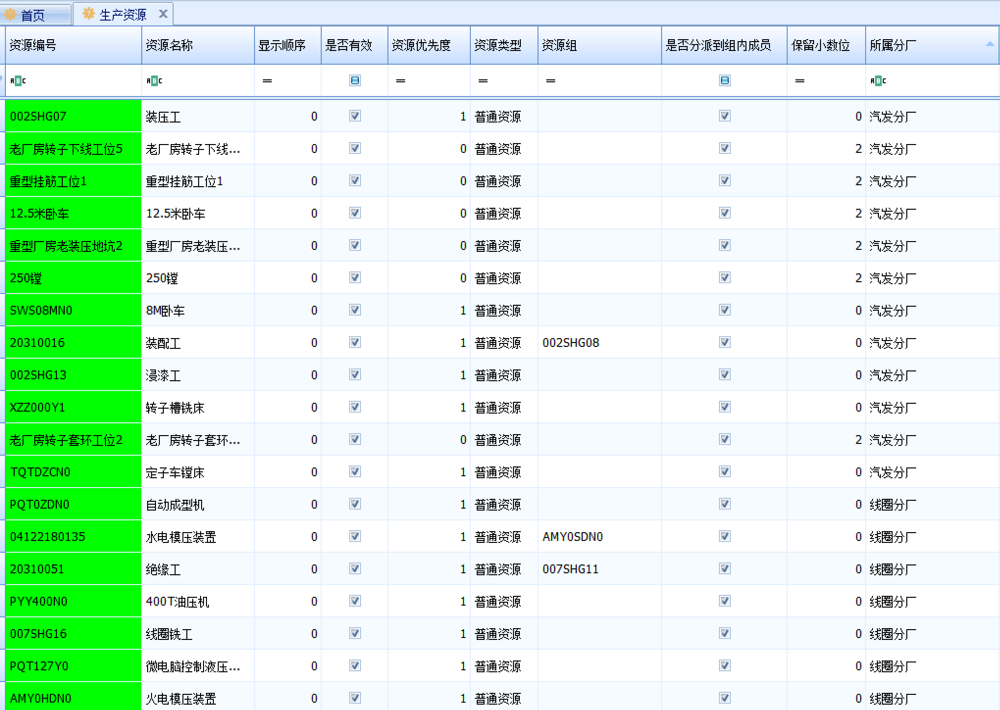 首页 生产资源 X
资源编号 资源名称 显示顺序 是否有效 资源优先度 资源类型 资源组 是否分派到组内成员 保留小数位 所属分厂
ABC ABC = = = = = ABC
002SHG07 装压工 0 1 普通资源 0 汽发分厂
老厂房转子下线工位5 老厂房转子下线... 0 0 普通资源 2 汽发分厂
重型挂筋工位1 重型挂筋工位1 0 0 普通资源 2 汽发分厂
12.5米卧车 12.5米卧车 0 0 普通资源 2 汽发分厂
重型厂房老装压地坑2 重型厂房老装压... 0 0 普通资源 2 汽发分厂
250镗 250镗 0 0 普通资源 2 汽发分厂
SWS08MN0 8M卧车 0 1 普通资源 0 汽发分厂
20310016 装配工 0 1 普通资源 002SHG08 0 汽发分厂
002SHG13 浸漆工 0 1 普通资源 0 汽发分厂
XZZ000Y1 转子槽铣床 0 1 普通资源 0 汽发分厂
老厂房转子套环工位2 老厂房转子套环... 0 0 普通资源 2 汽发分厂
TQTDZCN0 定子车镗床 0 1 普通资源 0 汽发分厂
PQT0ZDN0 自动成型机 0 1 普通资源 0 线圈分厂
04122180135 水电模压装置 0 1 普通资源 AMY0SDN0 0 线圈分厂
20310051 绝缘工 0 1 普通资源 007SHG11 0 线圈分厂
PYY400N0 400T油压机 0 1 普通资源 0 线圈分厂
007SHG16 线圈铣工 0 1 普通资源 0 线圈分厂
PQT127Y0 微电脑控制液压... 0 1 普通资源 0 线圈分厂
AMY0HDN0 火电模压装置 0 1 普通资源 0 线圈分厂